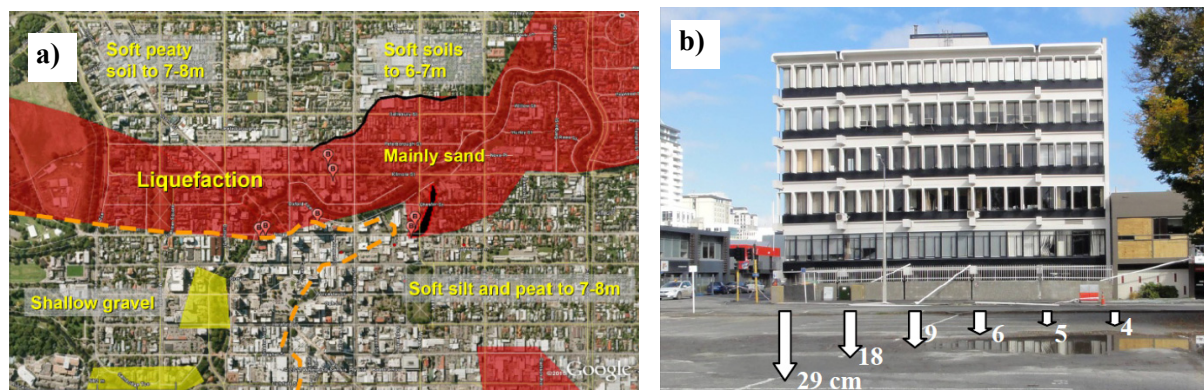 a)
Soft peaty
soil to 7-8m
Soft soils
to 6-7m
Mainly sand
Liquefaction
Shallow gravel
Soft silt and peat to 7-8m
Google
b)
29 cm
18
9
6
5
4